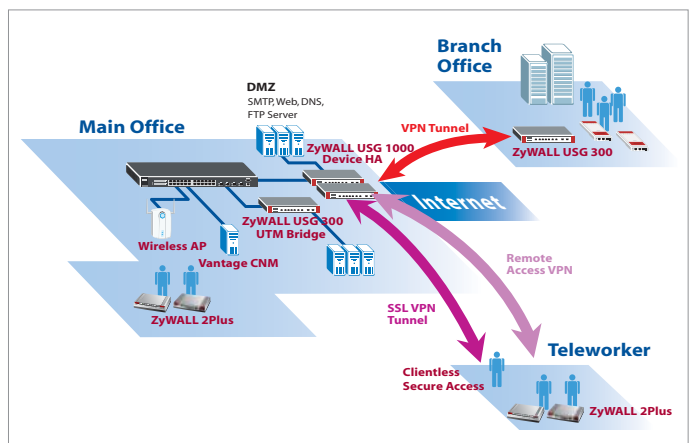 Branch
Office
DMZ
SMTP, Web, DNS,
FTP Server
Main Office
VPN Tunnel
ZyWALL USG 1000
Device HA
ZyWALL USG 300
Internet
ZyWALL USG 300
UTM Bridge
Wireless AP
Vantage CNM
Remote
Access VPN
SSL VPN
Tunnel
ZyWALL 2Plus
Teleworker
Clientless
Secure Access
ZyWALL 2Plus